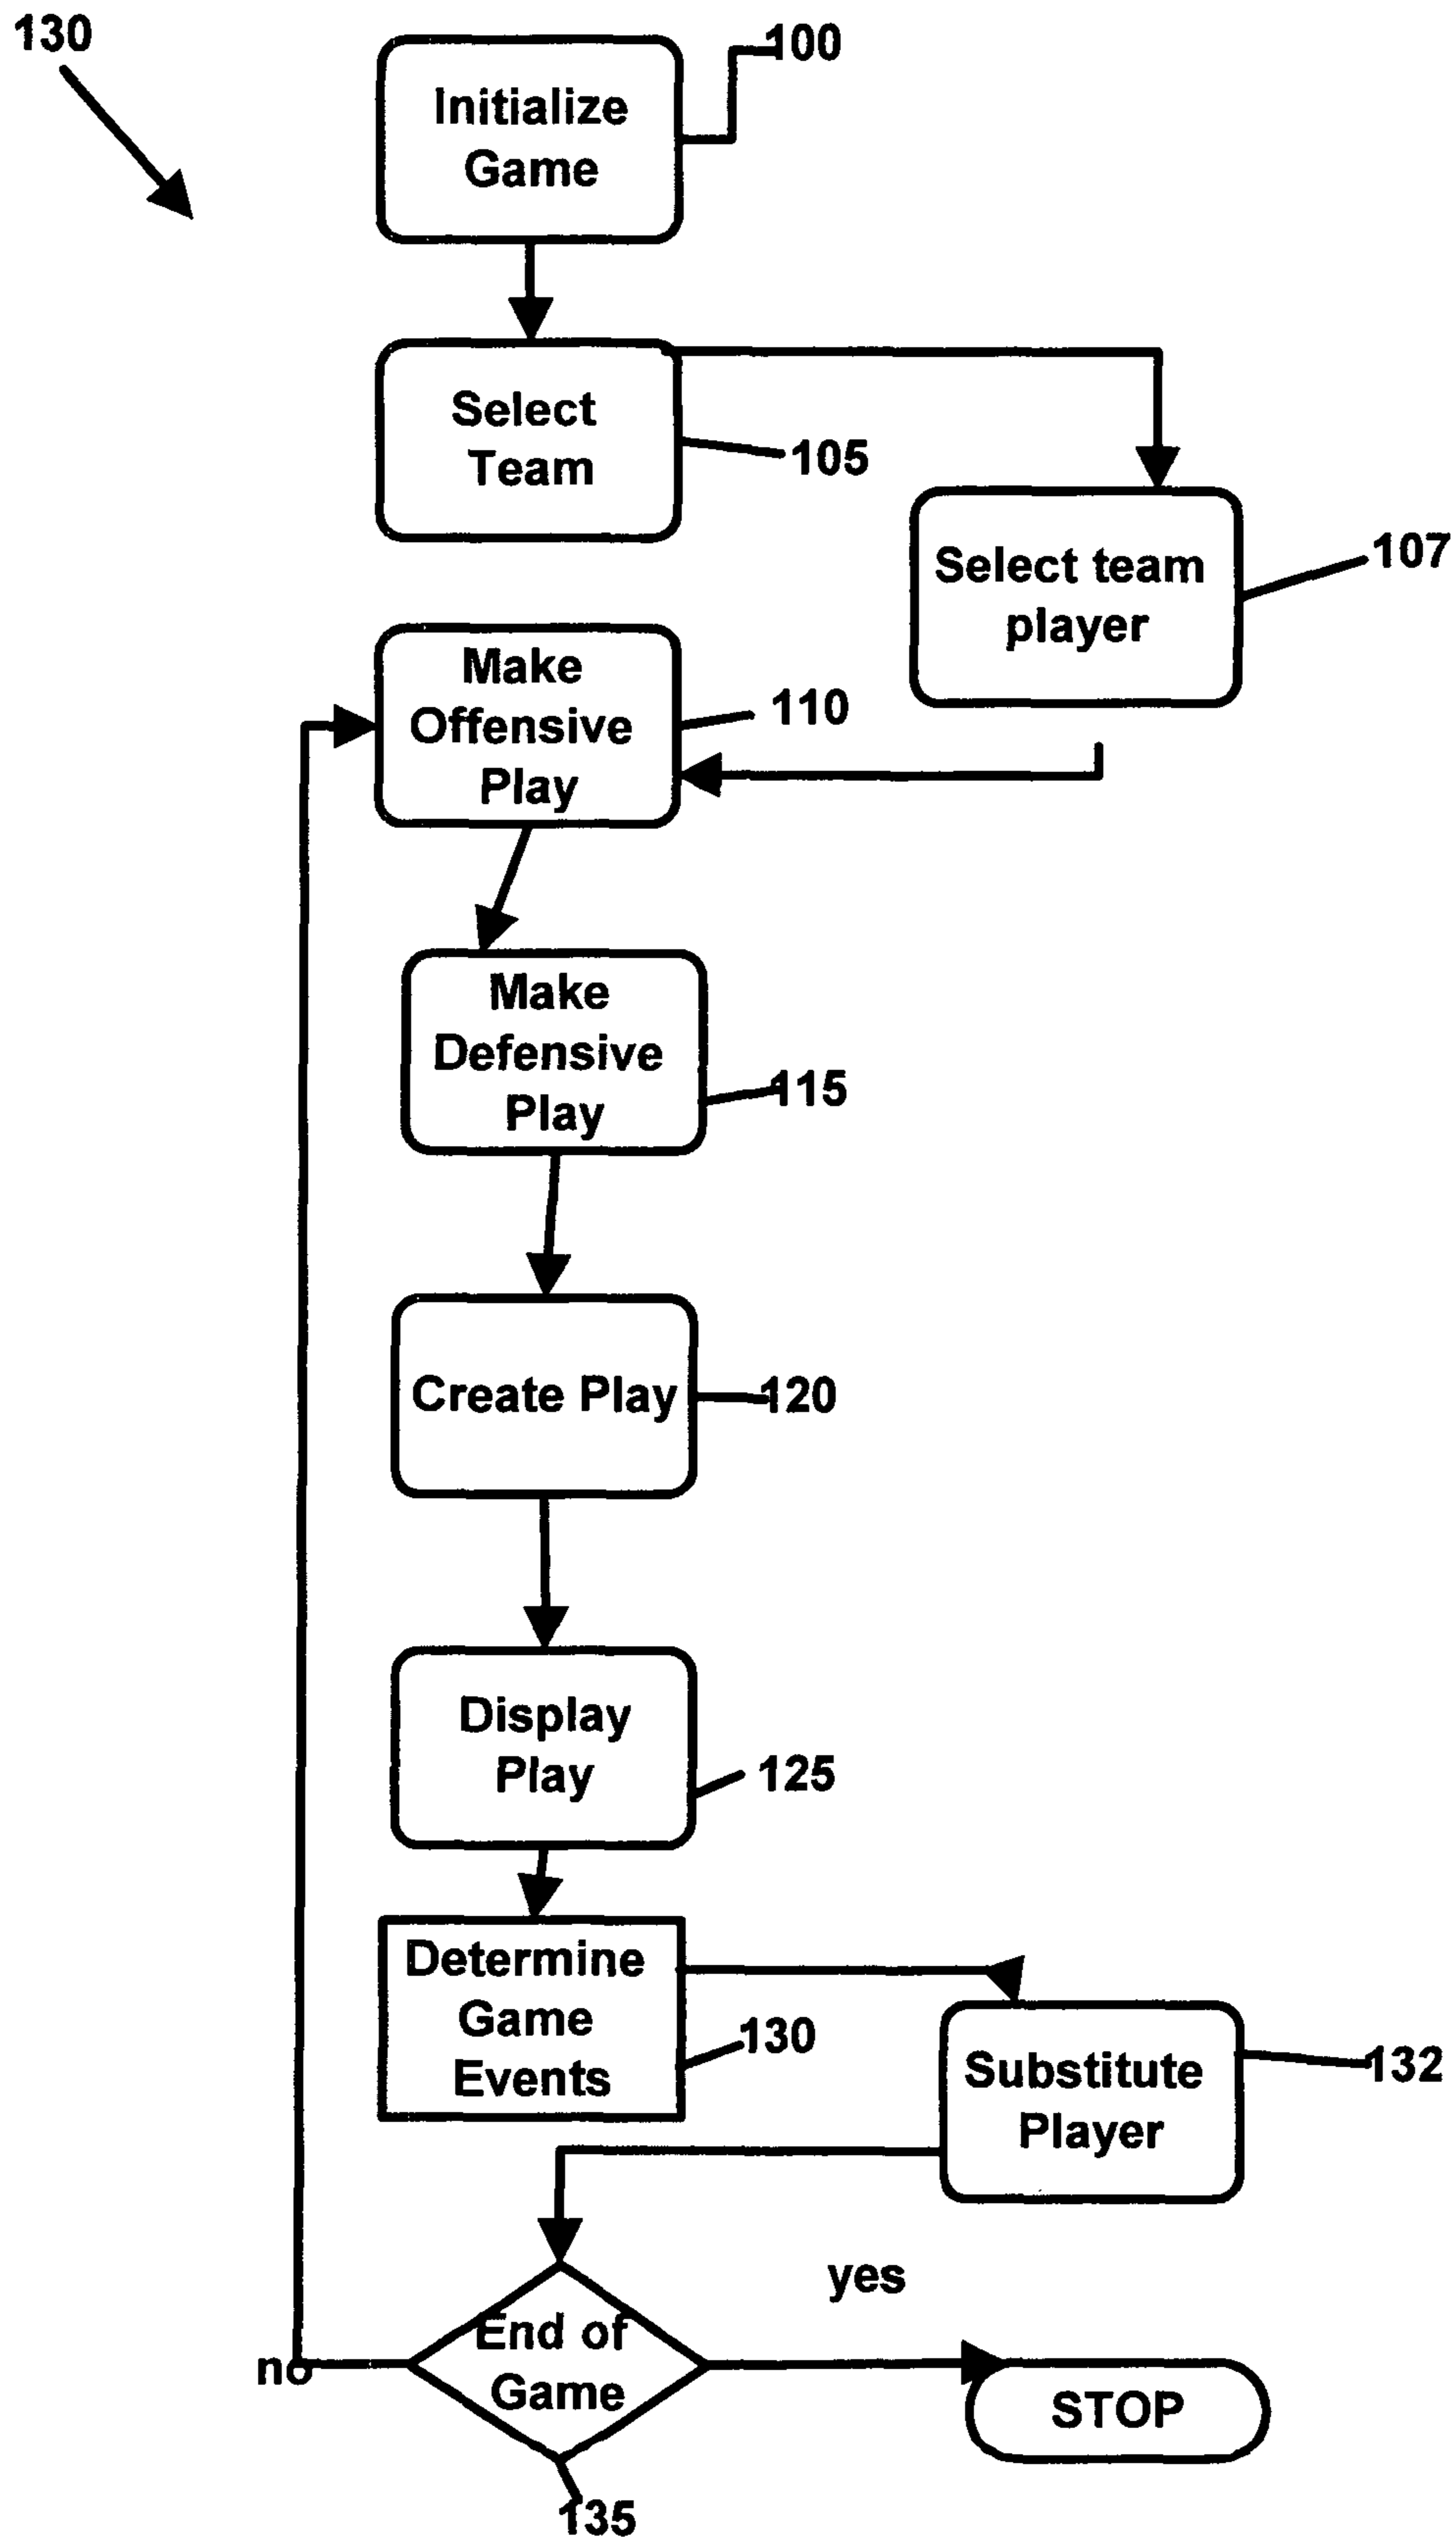 130
100
Initialize
Game
Select
Team
105
Select team
player
107
Make
Offensive
Play
110
Make
Defensive
Play
115
Create Play
120
Display
Play
125
Determine
Game
Events
130
Substitute
Player
132
yes
End of
Game
no
STOP
135